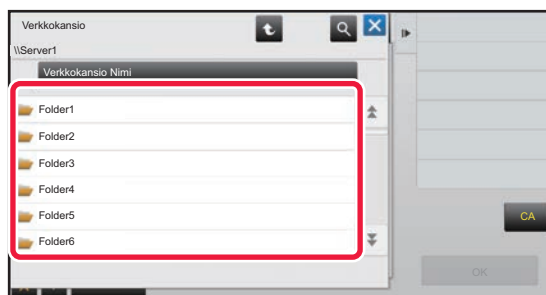 Verkkokansio
\\Server1
Verkkokansio Nimi
Folder1
Folder2
Folder3
Folder4
Folder5
Folder6
CA
OK